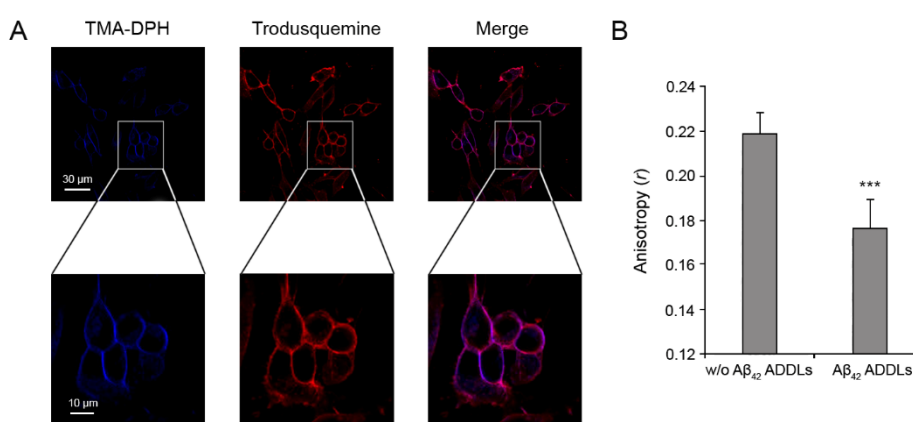 A
TMA-DPH Trodusquemine Merge
30 µm
10 µm
B
Anisotropy (r)
0.24
0.22
0.20
0.18
0.16
0.14
0.12
***
w/o Aβ₄₂ ADDLs Aβ₄₂ ADDLs